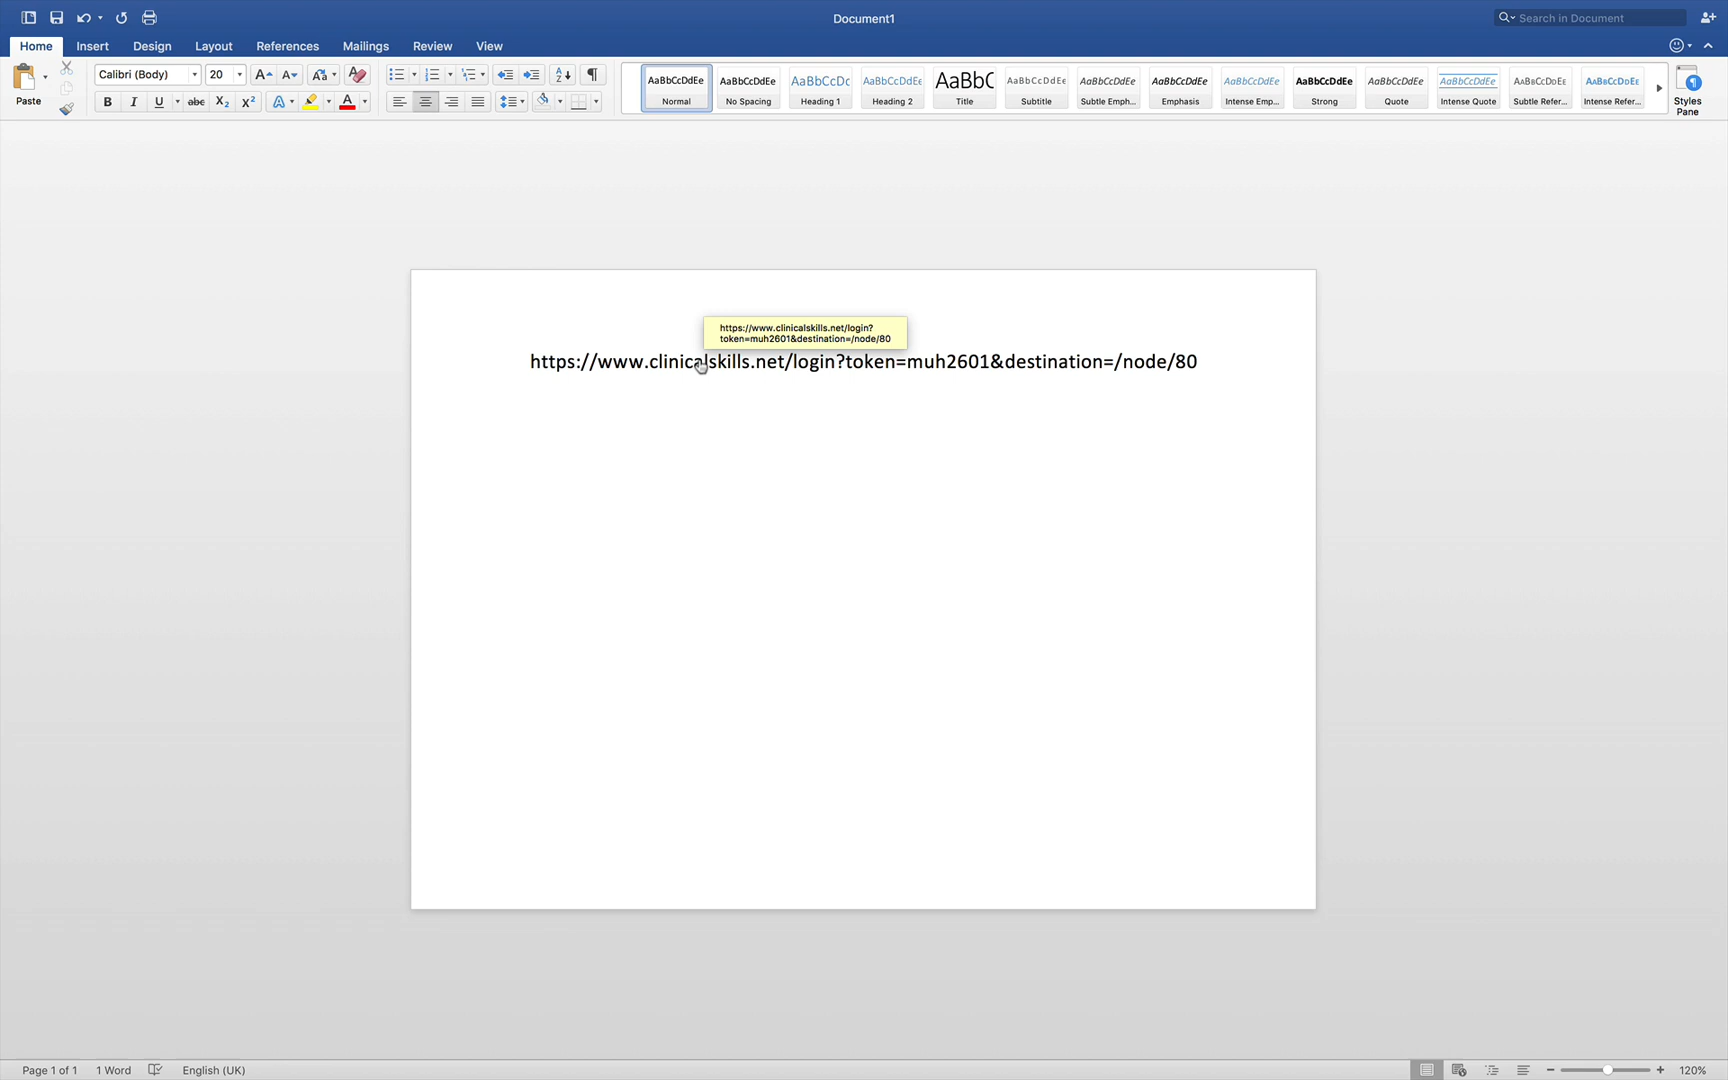 Document1
Search in Document
Home Insert Design Layout References Mailings Review View
Paste
Calibri (Body) 20
AaBbCcDdEe Normal
AaBbCcDdEe No Spacing
AaBbCcDc Heading 1
AaBbCcDdEe Heading 2
AaBbC Title
AaBbCcDdEe Subtitle
AaBbCcDdEe Subtle Emph...
AaBbCcDdEe Emphasis
AaBbCcDdEe Intense Emp...
AaBbCcDdEe Strong
AaBbCcDdEe Quote
AaBbCcDdEe Intense Quote
AaBbCcDdEe Subtle Refer...
AaBbCcDdEe Intense Refer...
Styles
Pane
B I U abc X2 X2 A A
https://www.clinicalskills.net/login?
token=muh2601&destination=/node/80
https://www.clinicalskills.net/login?token=muh2601&destination=/node/80
Page 1 of 1 1 Word English (UK) 120%